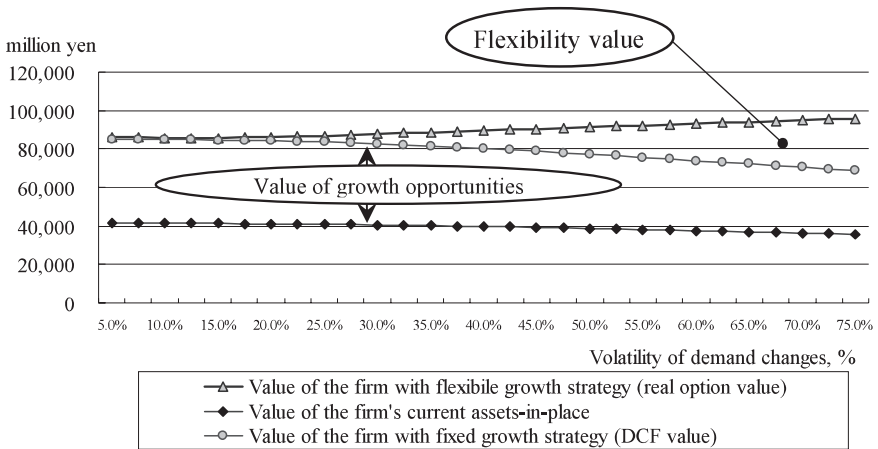 Flexibility value
million yen
120,000
100,000
80,000
60,000
40,000
20,000
0
Value of growth opportunities
5.0% 10.0% 15.0% 20.0% 25.0% 30.0% 35.0% 40.0% 45.0% 50.0% 55.0% 60.0% 65.0% 70.0% 75.0%
Volatility of demand changes, %
Value of the firm with flexibile growth strategy (real option value)
Value of the firm's current assets-in-place
Value of the firm with fixed growth strategy (DCF value)